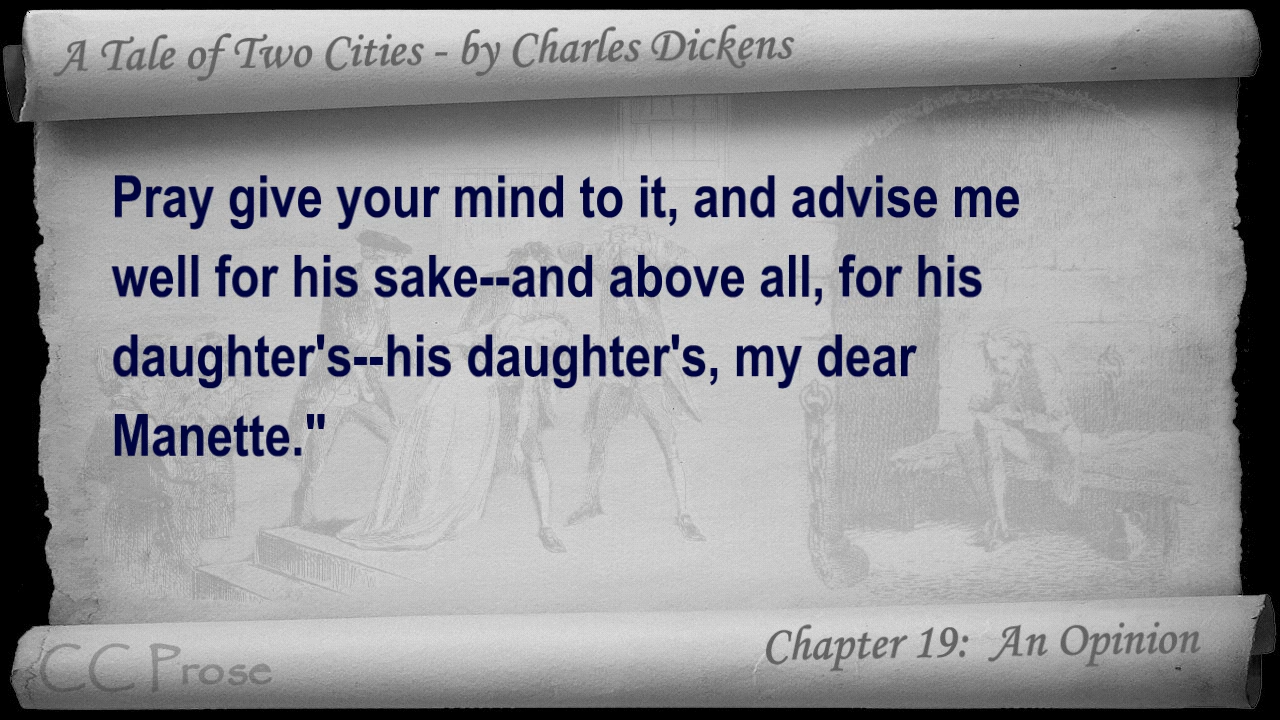 A Tale of Two Cities - by Charles Dickens
Pray give your mind to it, and advise me
well for his sake--and above all, for his
daughter's--his daughter's, my dear
Manette."
Chapter 19: An Opinion
CC Prose